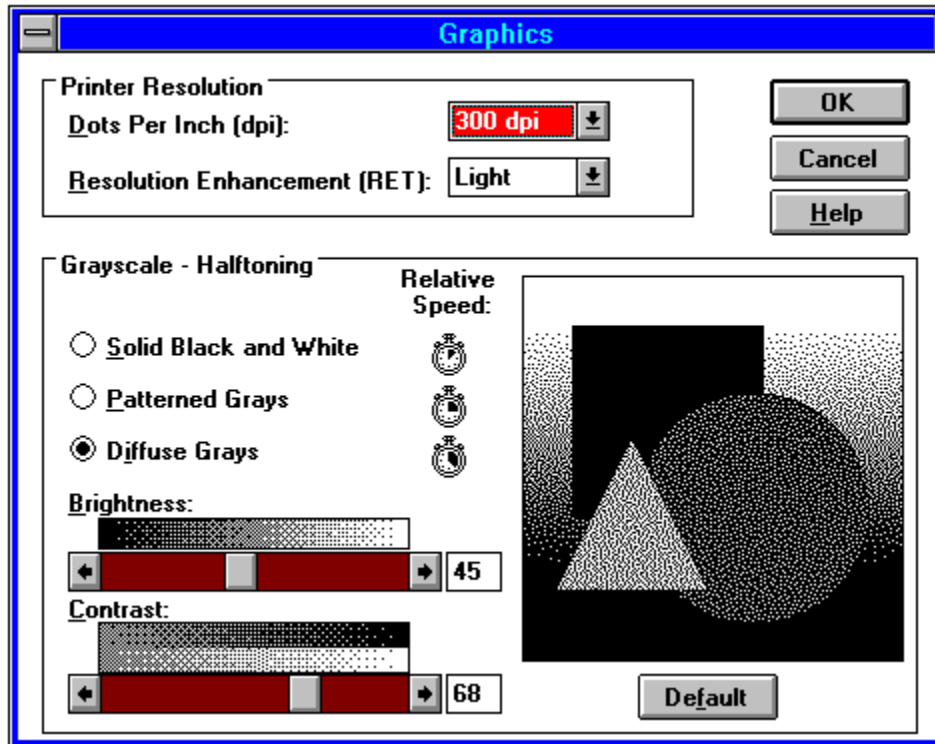 Graphics
Printer Resolution
Dots Per Inch (dpi):
300 dpi
Resolution Enhancement (RET):
Light
OK
Cancel
Help
Grayscale - Halftoning
Relative
Speed:
Solid Black and White
Patterned Grays
Diffuse Grays
Brightness:
45
Contrast:
68
Default